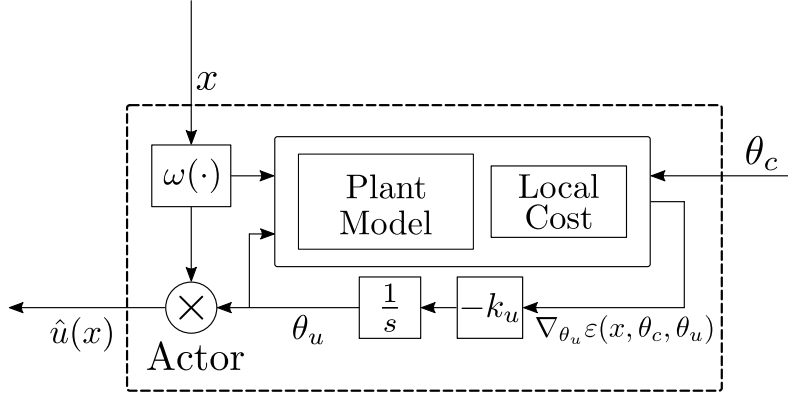 x
θ_c
ω(·)
Plant
Model
Local
Cost
×
1/s
−k_u
û(x)
θ_u
∇_{θ_u} ε(x, θ_c, θ_u)
Actor